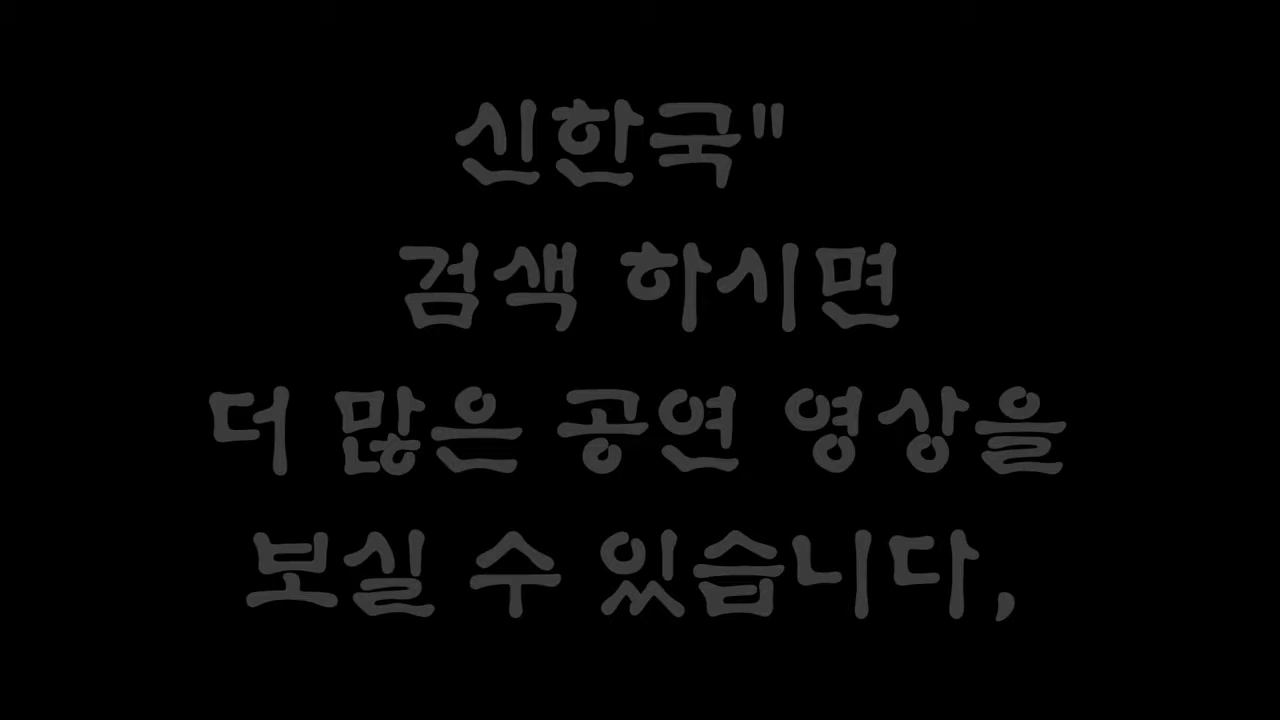 신한국"
검색 하시면
더 많은 공연 영상을
보실 수 있습니다,